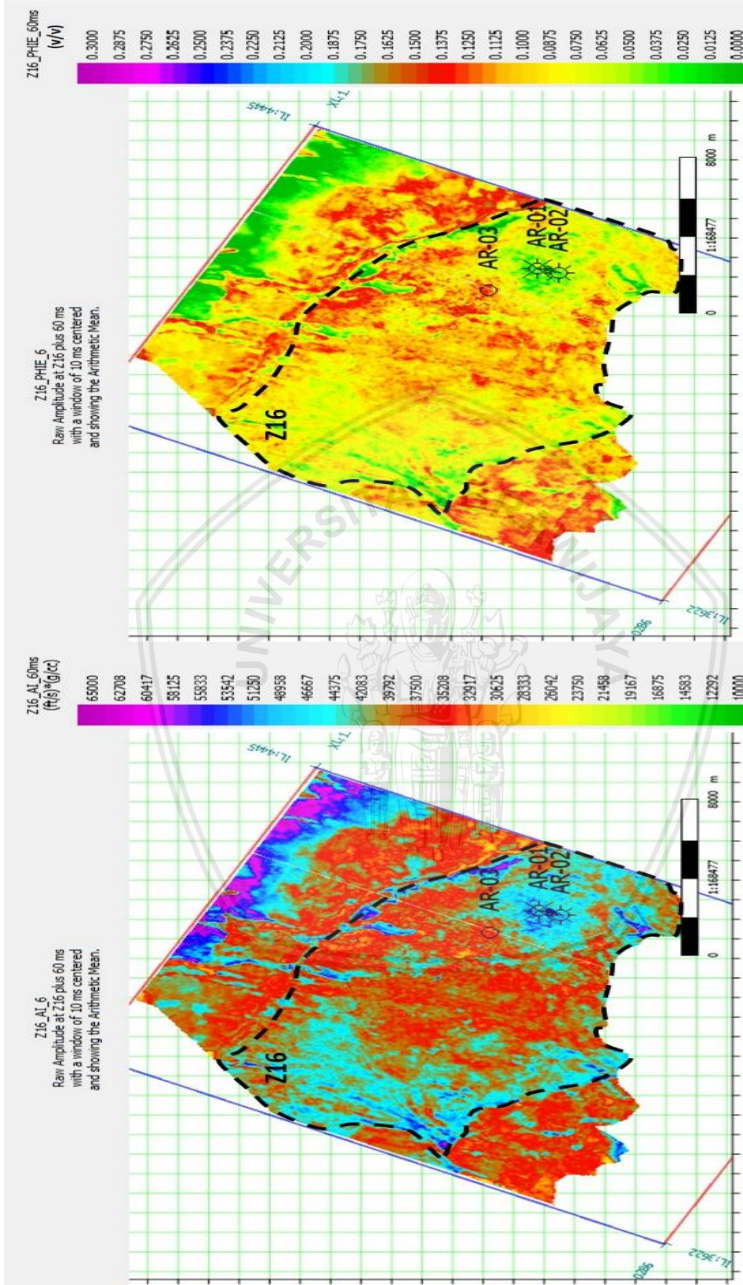 Z16_AI_6
Raw Amplitude at Z16 plus 60 ms
with a window of 10 ms centered
and showing the Arithmetic Mean.
Z16_AI_60ms
(ft/s)*(g/cc)
65000
62708
60417
58125
55833
53542
51250
48958
46667
44375
42083
39792
37500
35208
32917
30625
28333
26042
23750
21458
19167
16875
14583
12292
10000
IL:4445
XL:1.
Z16
AR-03
AR-01
AR-02
0286
IL:3622
0
8000 m
1:168477
Z16_PHIE_6
Raw Amplitude at Z16 plus 60 ms
with a window of 10 ms centered
and showing the Arithmetic Mean.
Z16_PHIE_60ms
(v/v)
0.3000
0.2875
0.2750
0.2625
0.2500
0.2375
0.2250
0.2125
0.2000
0.1875
0.1750
0.1625
0.1500
0.1375
0.1250
0.1125
0.1000
0.0875
0.0750
0.0625
0.0500
0.0375
0.0250
0.0125
0.0000
IL:4445
XL:1.
Z16
AR-03
AR-01
AR-02
0286
IL:3622
0
8000 m
1:168477